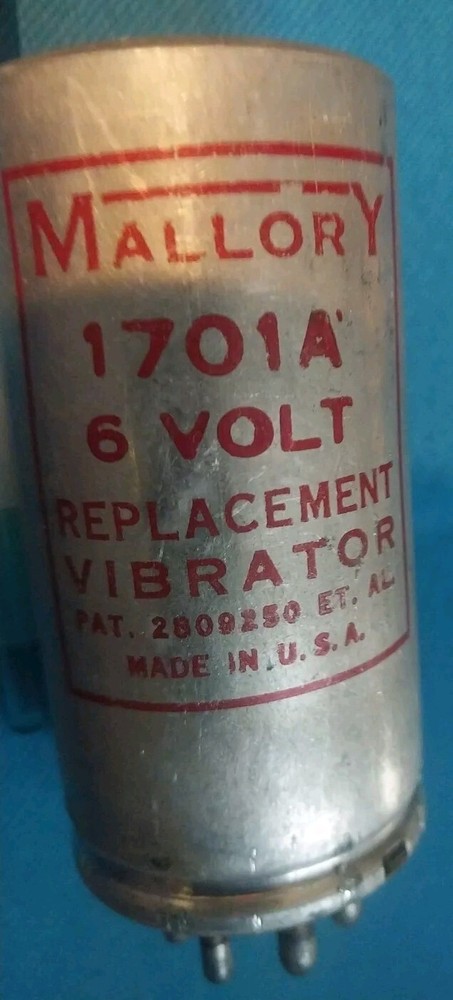 MALLORY
1701A
6 VOLT
REPLACEMENT
VIBRATOR
PAT. 2809250 ET. AL.
MADE IN U.S.A.